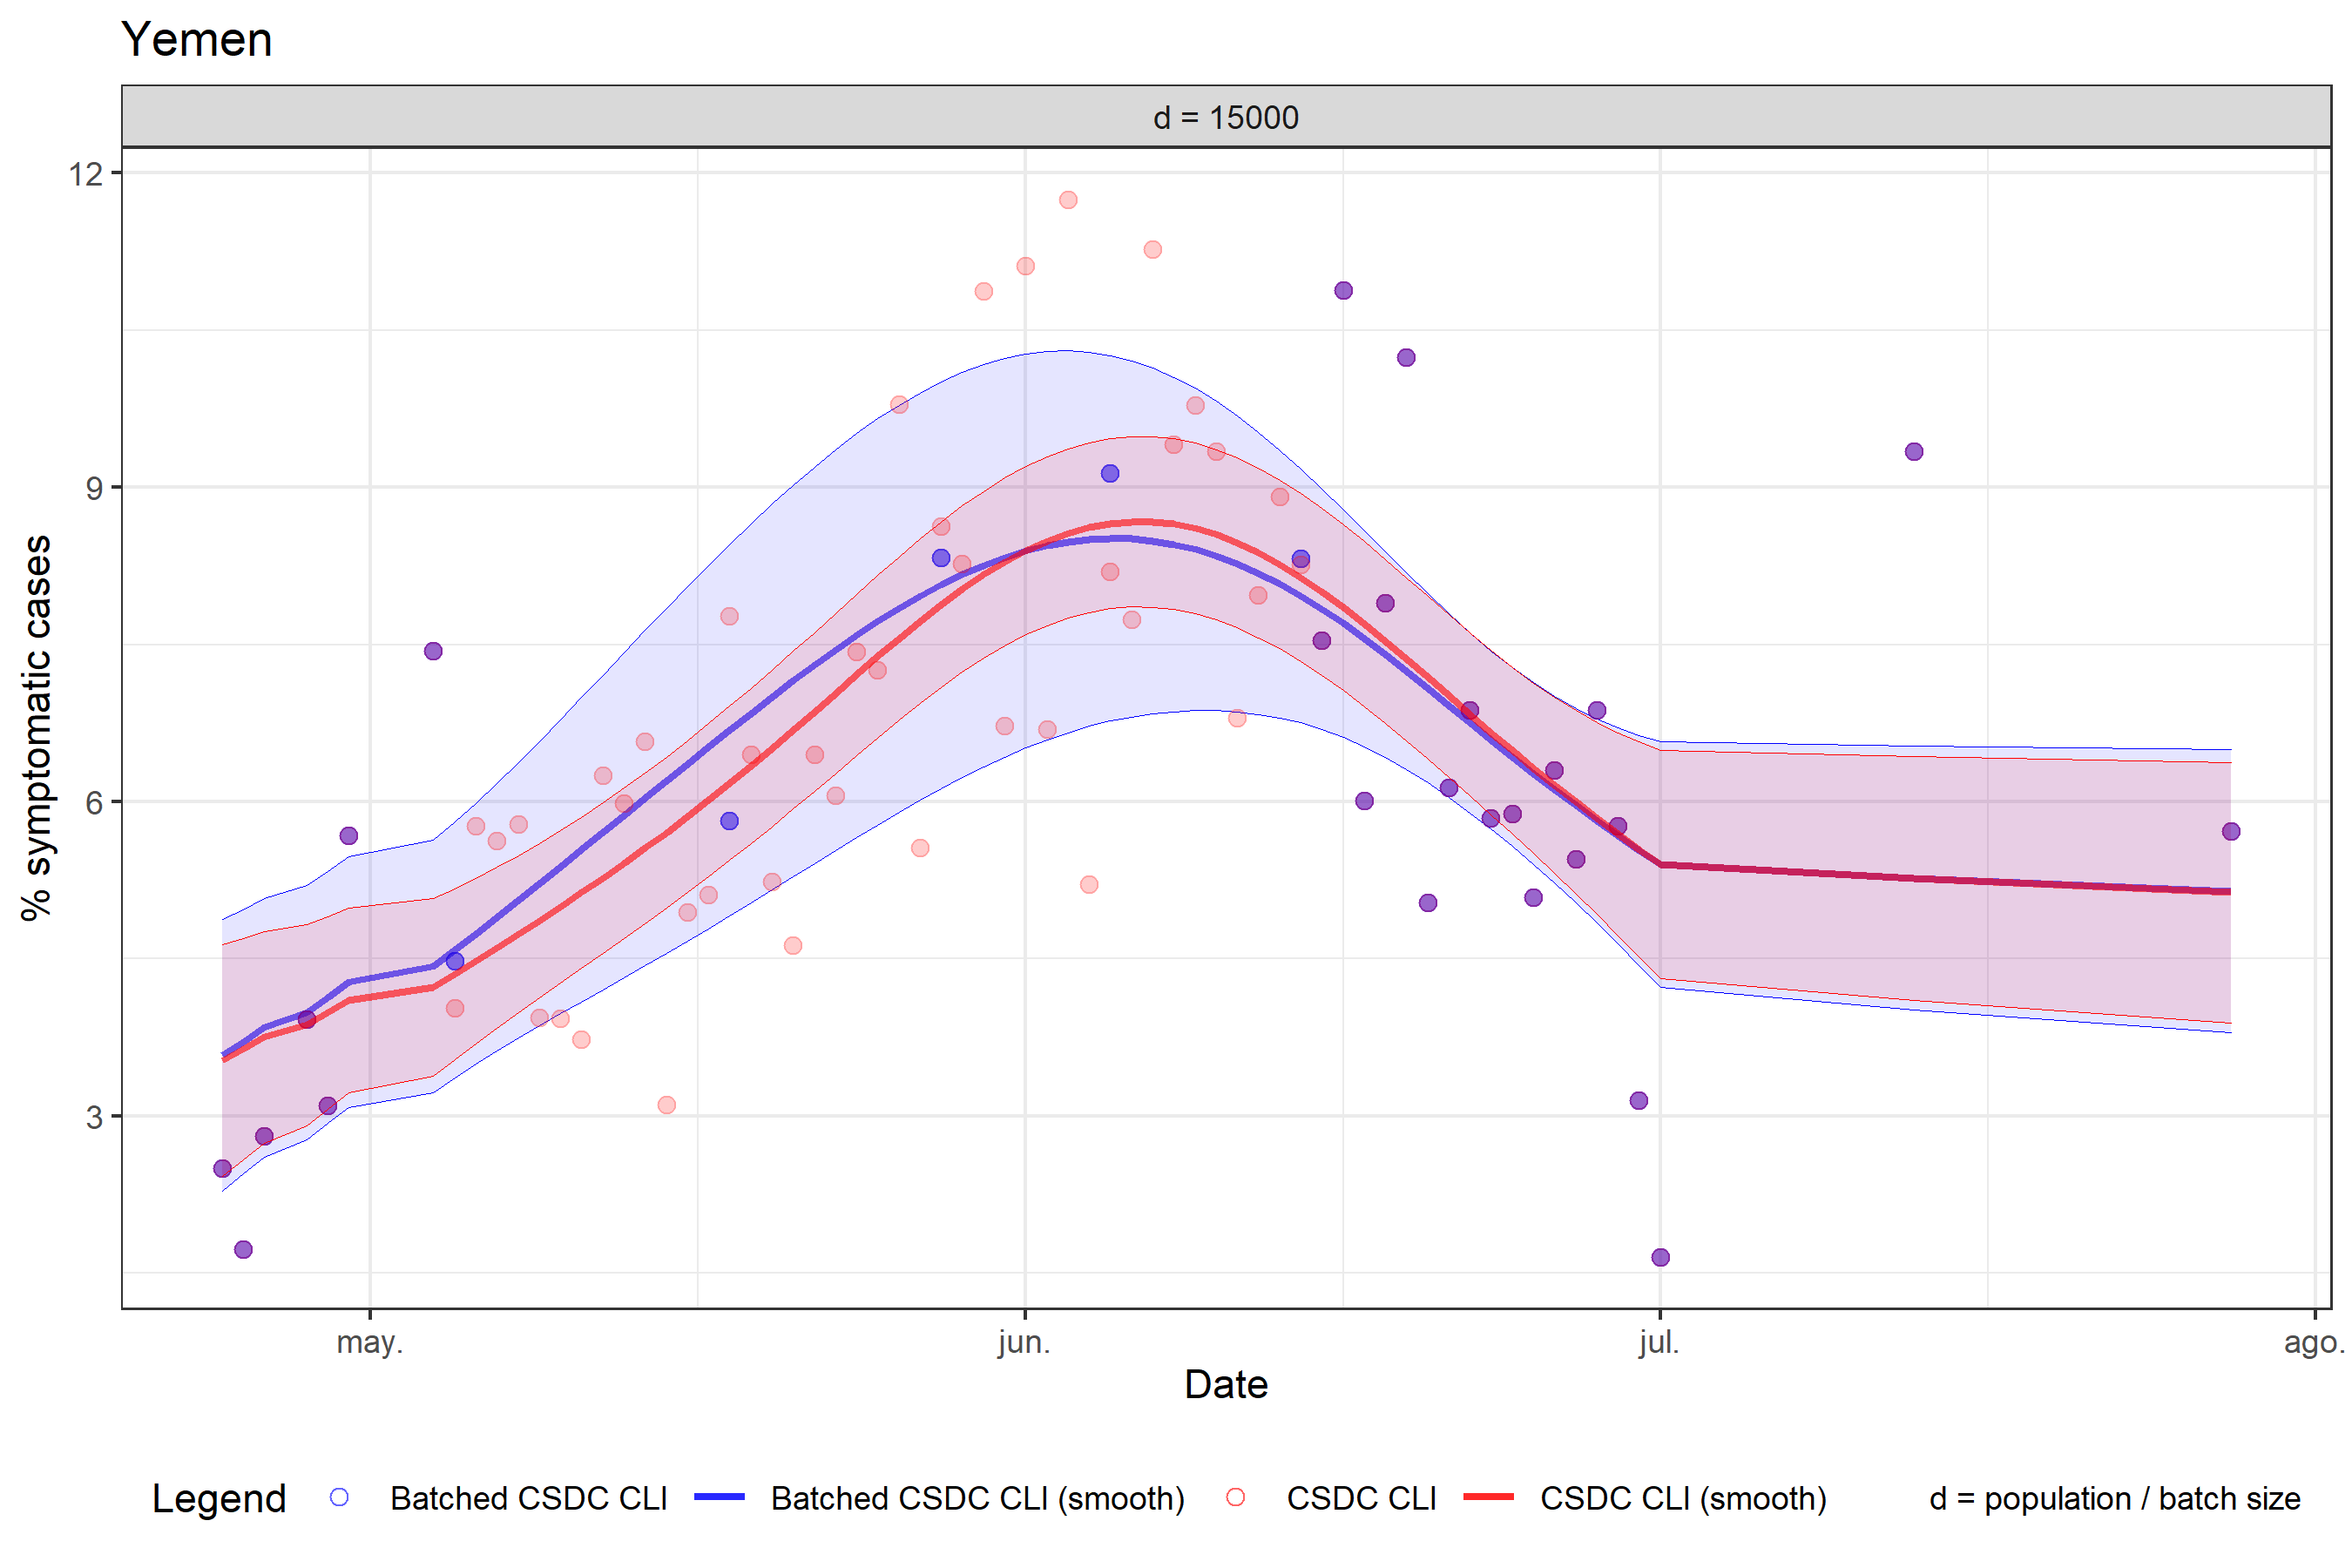 Yemen
d = 15000
12
9
6
3
% symptomatic cases
may. jun. jul. ago.
Date
Legend Batched CSDC CLI Batched CSDC CLI (smooth) CSDC CLI CSDC CLI (smooth) d = population / batch size